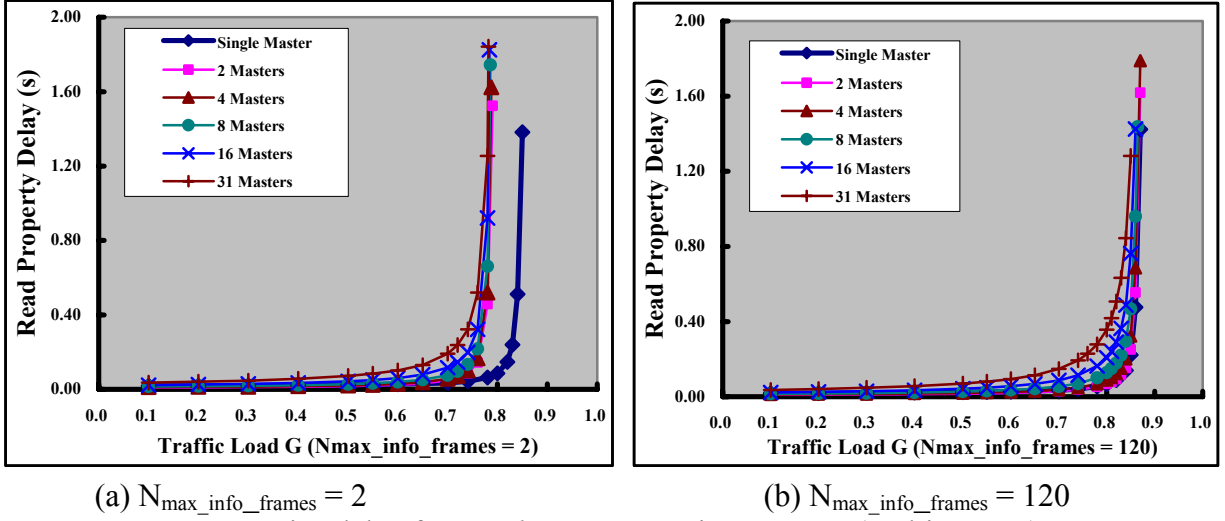 2.00
1.60
1.20
0.80
0.40
0.00
Read Property Delay (s)
Single Master
2 Masters
4 Masters
8 Masters
16 Masters
31 Masters
0.0 0.1 0.2 0.3 0.4 0.5 0.6 0.7 0.8 0.9 1.0
Traffic Load G (Nmax_info_frames = 2)
(a) Nmax_info_frames = 2
2.00
1.60
1.20
0.80
0.40
0.00
Read Property Delay (s)
Single Master
2 Masters
4 Masters
8 Masters
16 Masters
31 Masters
0.0 0.1 0.2 0.3 0.4 0.5 0.6 0.7 0.8 0.9 1.0
Traffic Load G (Nmax_info_frames = 120)
(b) Nmax_info_frames = 120